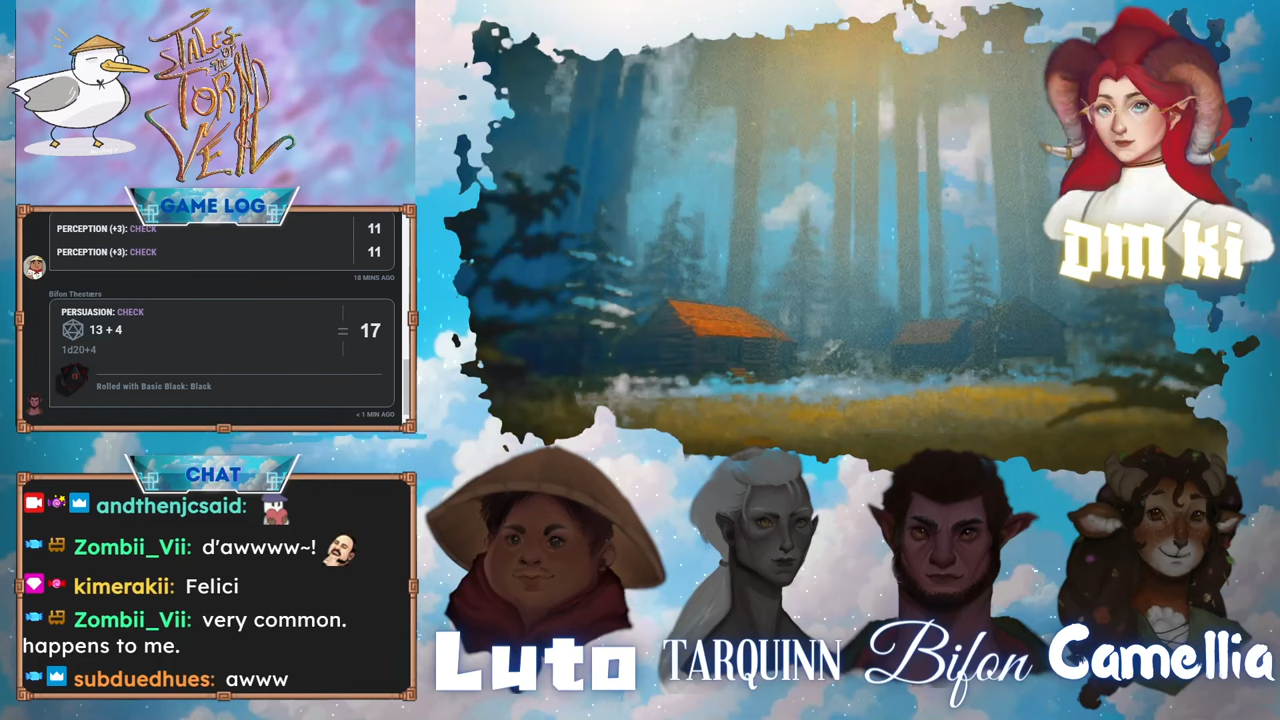 TALES
OF THE
TORN
VEIL
GAME LOG
PERCEPTION (+3): CHECK 11
PERCEPTION (+3): CHECK 11
18 MINS AGO
Bifon Thestærs
PERSUASION: CHECK
13 + 4 = 17
1d20+4
Rolled with Basic Black: Black
< 1 MIN AGO
CHAT
andthenjcsaid:
Zombii_Vii: d'awwww~!
kimerakii: Felici
Zombii_Vii: very common.
happens to me.
subduedhues: awww
DM Ki
Luto
TARQUINN
Bifon
Camellia